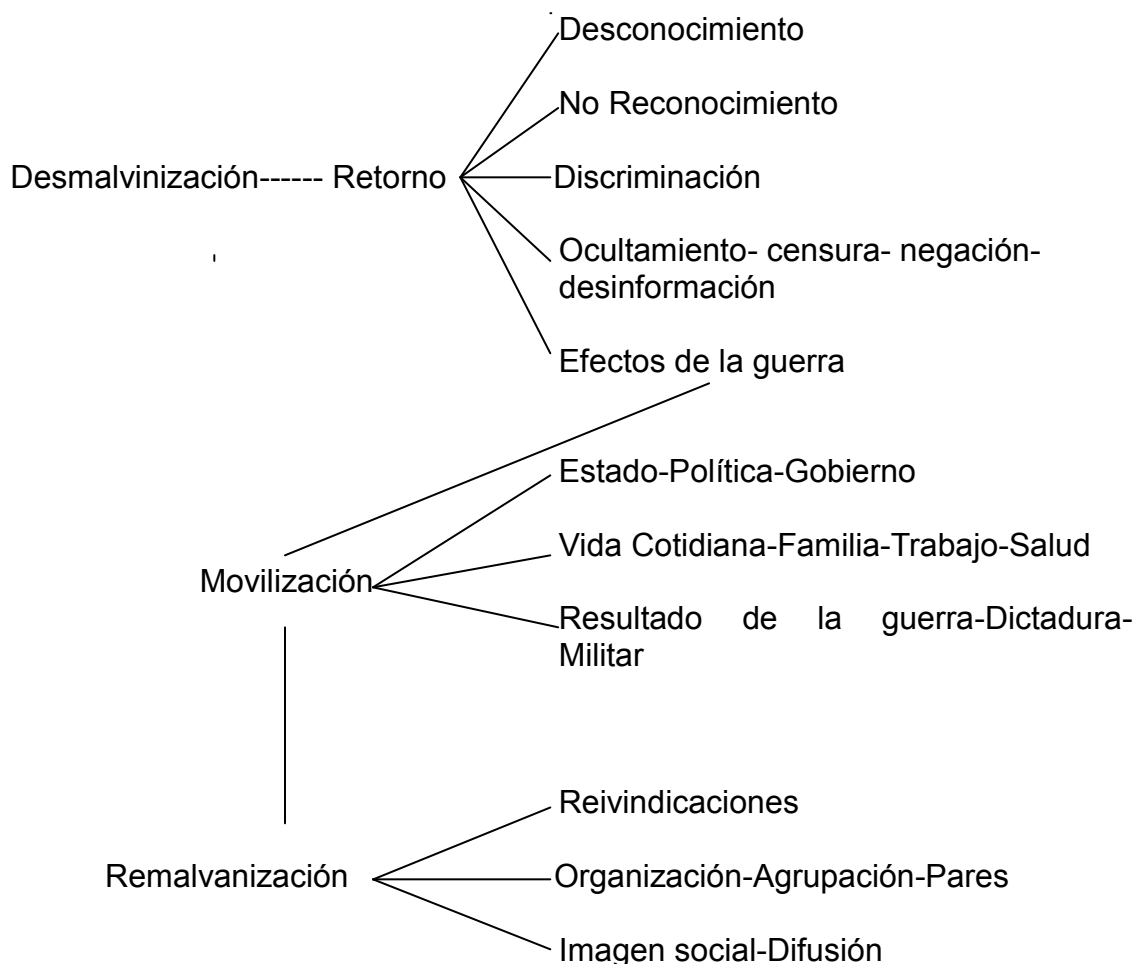 Desconocimiento
No Reconocimiento
Desmalvinización------ Retorno
Discriminación
Ocultamiento- censura- negación-
desinformación
Efectos de la guerra
Estado-Política-Gobierno
Vida Cotidiana-Familia-Trabajo-Salud
Movilización
Resultado de la guerra-Dictadura-
Militar
Reivindicaciones
Remalvanización
Organización-Agrupación-Pares
Imagen social-Difusión